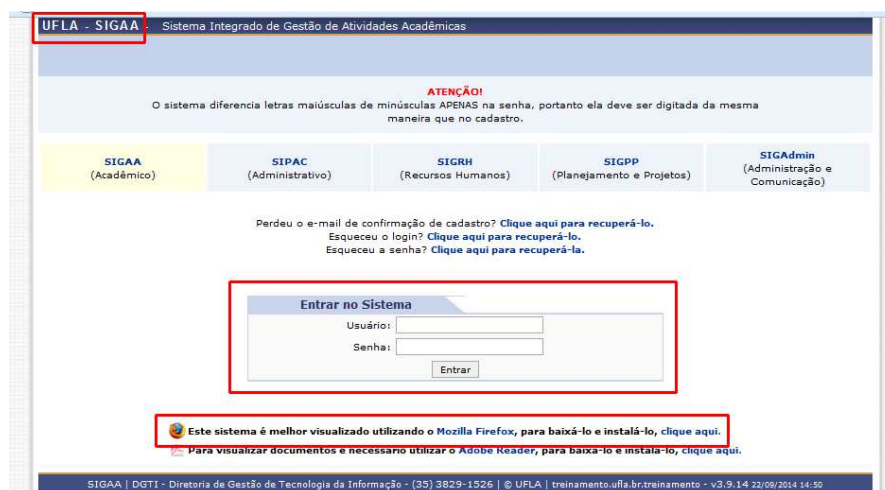 UFLA - SIGAA - Sistema Integrado de Gestão de Atividades Acadêmicas
ATENÇÃO!
O sistema diferencia letras maiúsculas de minúsculas APENAS na senha, portanto ela deve ser digitada da mesma
maneira que no cadastro.
SIGAA
(Acadêmico)
SIPAC
(Administrativo)
SIGRH
(Recursos Humanos)
SIGPP
(Planejamento e Projetos)
SIGAdmin
(Administração e
Comunicação)
Perdeu o e-mail de confirmação de cadastro? Clique aqui para recuperá-lo.
Esqueceu o login? Clique aqui para recuperá-lo.
Esqueceu a senha? Clique aqui para recuperá-la.
Entrar no Sistema
Usuário:
Senha:
Entrar
Este sistema é melhor visualizado utilizando o Mozilla Firefox, para baixá-lo e instalá-lo, clique aqui.
Para visualizar documentos é necessário utilizar o Adobe Reader, para baixá-lo e instalá-lo, clique aqui.
SIGAA | DGTI - Diretoria de Gestão de Tecnologia da Informação - (35) 3829-1526 | © UFLA | treinamento.ufla.br.treinamento - v3.9.14 22/09/2014 14:50